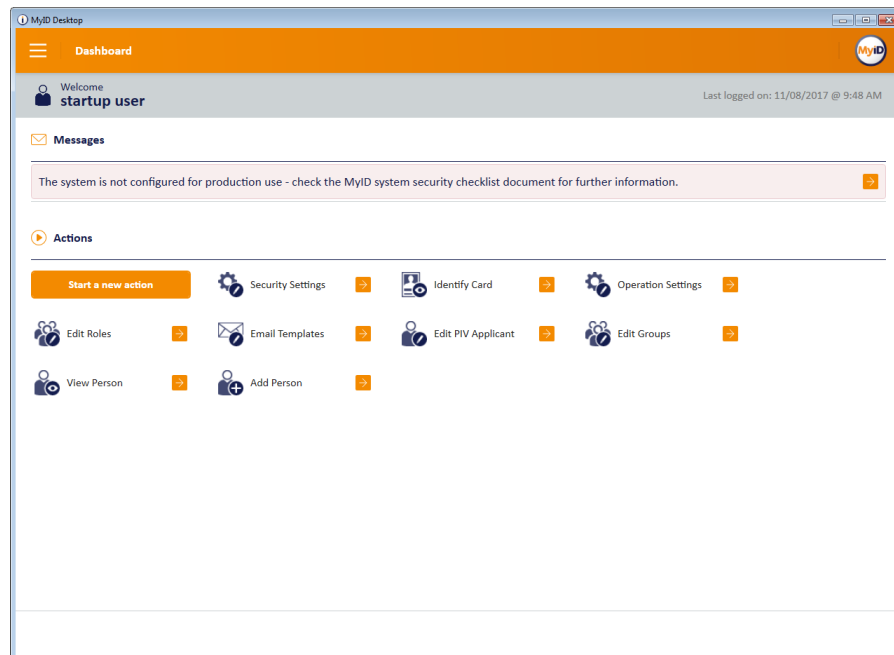 MyID Desktop
Dashboard
MyiD
Welcome
startup user
Last logged on: 11/08/2017 @ 9:48 AM
Messages
The system is not configured for production use - check the MyID system security checklist document for further information.
Actions
Start a new action
Security Settings
Identify Card
Operation Settings
Edit Roles
Email Templates
Edit PIV Applicant
Edit Groups
View Person
Add Person